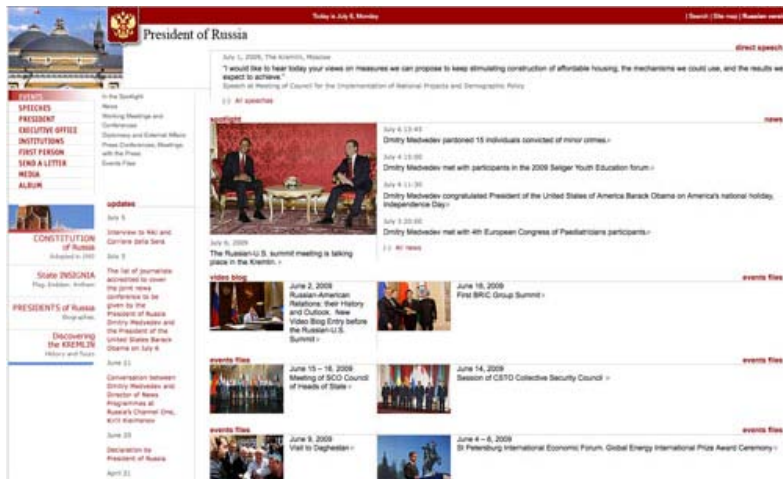 Today is July 6, Monday
| Search | Site map | Russian versi
President of Russia
direct speech
July 1, 2009, The Kremlin, Moscow
"I would like to hear today your views on measures we can propose to keep stimulating construction of affordable housing, the mechanisms we could use, and the results we
expect to achieve."
Speech at Meeting of Council for the Implementation of National Projects and Demographic Policy
All speeches
EVENTS
SPEECHES
PRESIDENT
EXECUTIVE OFFICE
INSTITUTIONS
FIRST PERSON
SEND A LETTER
MEDIA
ALBUM
In the Spotlight
News
Working Meetings and
Conferences
Diplomacy and External Affairs
Press Conferences, Meetings
with the Press
Events Files
CONSTITUTION
of Russia
Adopted in 1993
State INSIGNIA
Flag, Emblem, Anthem
PRESIDENTS of Russia
Biographies
Discovering
the KREMLIN
History and Tours
updates
July 5
Interview to RAI and
Corriere della Sera
July 3
The list of journalists
accredited to cover
the joint news
conference to be
given by the
President of Russia
Dmitry Medvedev and
the President of the
United States Barack
Obama on July 6
Conversation between
Dmitry Medvedev and
Director of News
Programmes at
Russia's Channel One,
Kirill Kleimenov
Declaration by
President of Russia
April 21
spotlight
July 6, 2009
The Russian-U.S. summit meeting is taking
place in the Kremlin.
news
July 6 13:43
Dmitry Medvedev pardoned 15 individuals convicted of minor crimes.
July 4 15:00
Dmitry Medvedev met with participants in the 2009 Seliger Youth Education forum
July 4 11:30
Dmitry Medvedev congratulated President of the United States of America Barack Obama on America's national holiday,
Independence Day
July 3 20:00
Dmitry Medvedev met with 4th European Congress of Paediatricians participants
All news
video blog
June 2, 2009
Russian-American
Relations: their History
and Outlook. New
Video Blog Entry before
the Russian-U.S.
Summit
events files
June 16, 2009
First BRIC Group Summit
events files
June 15 – 16, 2009
Meeting of SCO Council
of Heads of State
events files
June 14, 2009
Session of CSTO Collective Security Council
events files
June 9, 2009
Visit to Daghestan
events files
June 4 – 6, 2009
St Petersburg International Economic Forum. Global Energy International Prize Award Ceremony